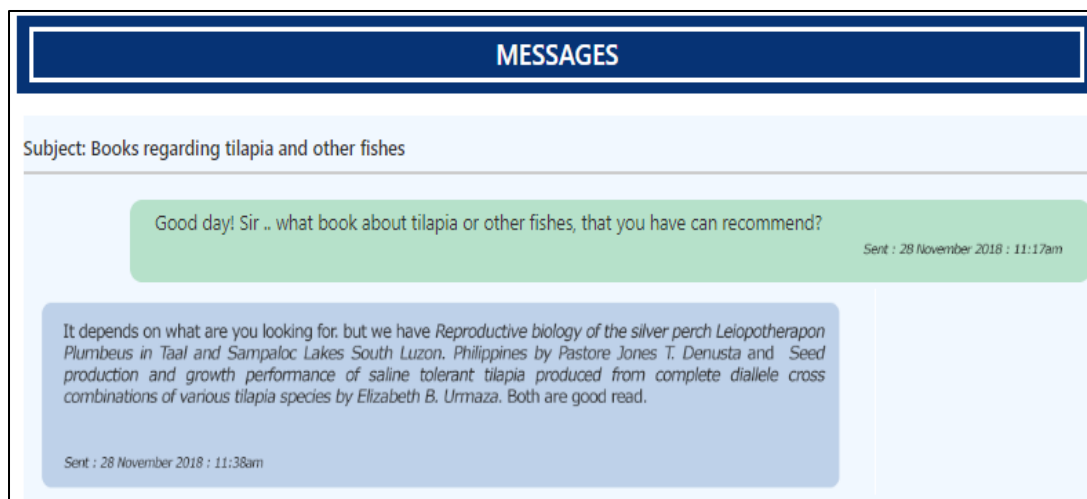 MESSAGES
Subject: Books regarding tilapia and other fishes
Good day! Sir .. what book about tilapia or other fishes, that you have can recommend?
Sent : 28 November 2018 : 11:17am
It depends on what are you looking for. but we have Reproductive biology of the silver perch Leiopotherapon
Plumbeus in Taal and Sampaloc Lakes South Luzon. Philippines by Pastore Jones T. Denusta and Seed
production and growth performance of saline tolerant tilapia produced from complete diallele cross
combinations of various tilapia species by Elizabeth B. Urmaza. Both are good read.
Sent : 28 November 2018 : 11:38am